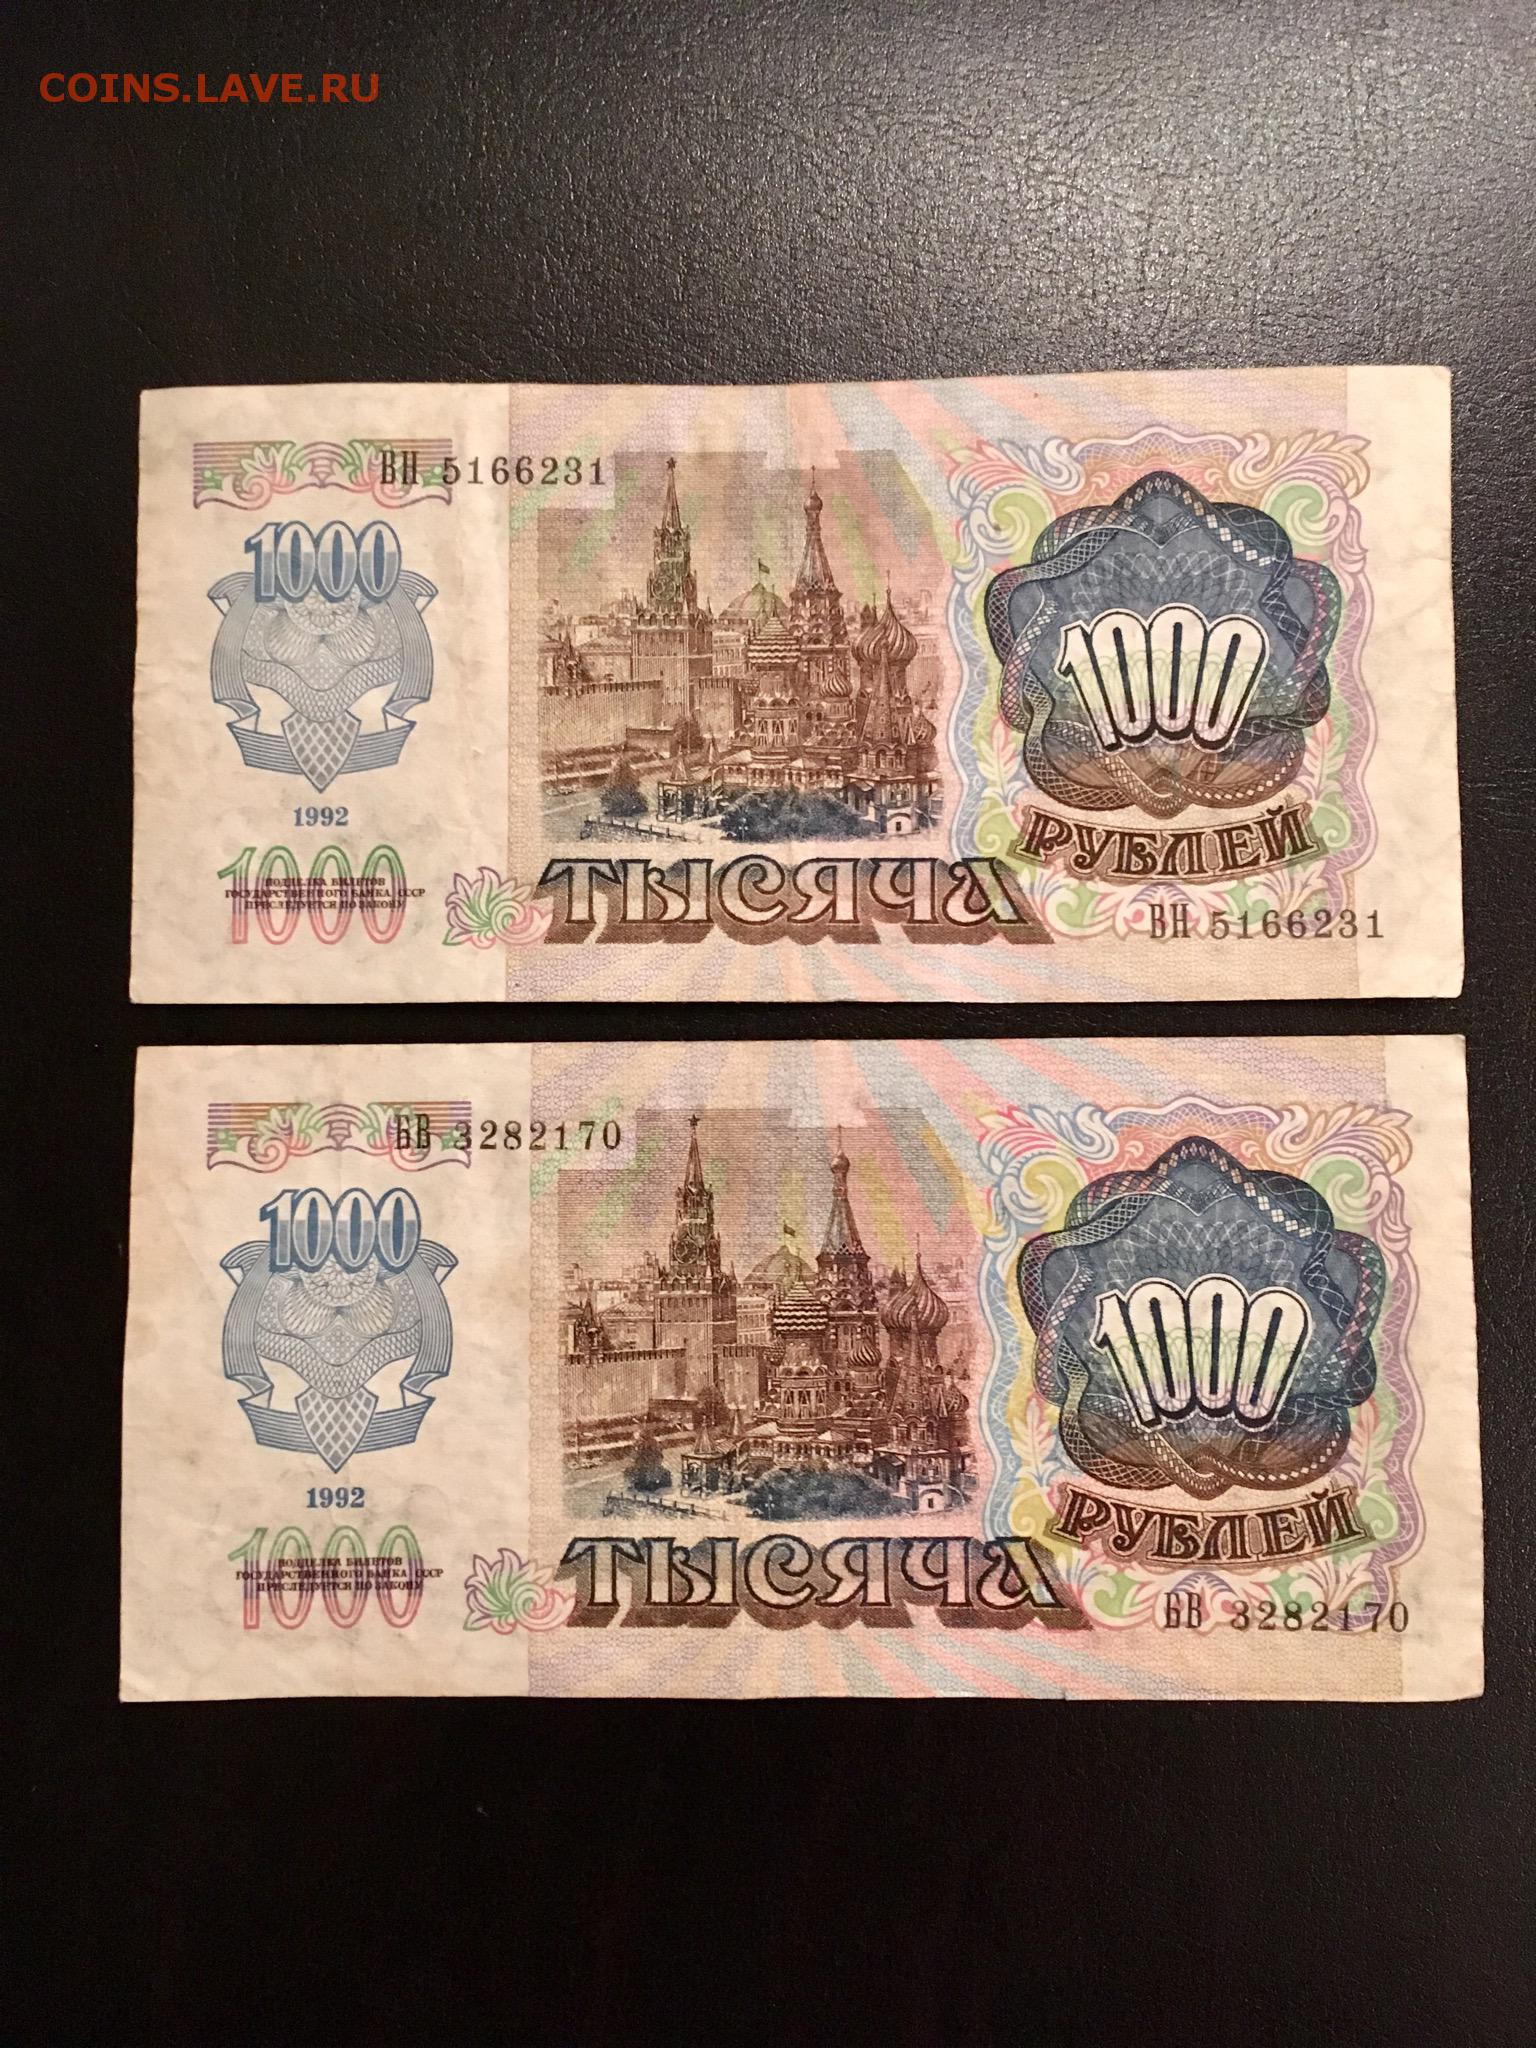 COINS.LAVE.RU
ВН 5166231
1000
1000
1992
РУБЛЕЙ
1000
ПОДДЕЛКА БИЛЕТОВ
ГОСУДАРСТВЕННОГО БАНКА СССР
ПРЕСЛЕДУЕТСЯ ПО ЗАКОНУ
ТЫСЯЧА
ВН 5166231
БВ 3282170
1000
1000
1992
РУБЛЕЙ
1000
ПОДДЕЛКА БИЛЕТОВ
ГОСУДАРСТВЕННОГО БАНКА СССР
ПРЕСЛЕДУЕТСЯ ПО ЗАКОНУ
ТЫСЯЧА
БВ 3282170